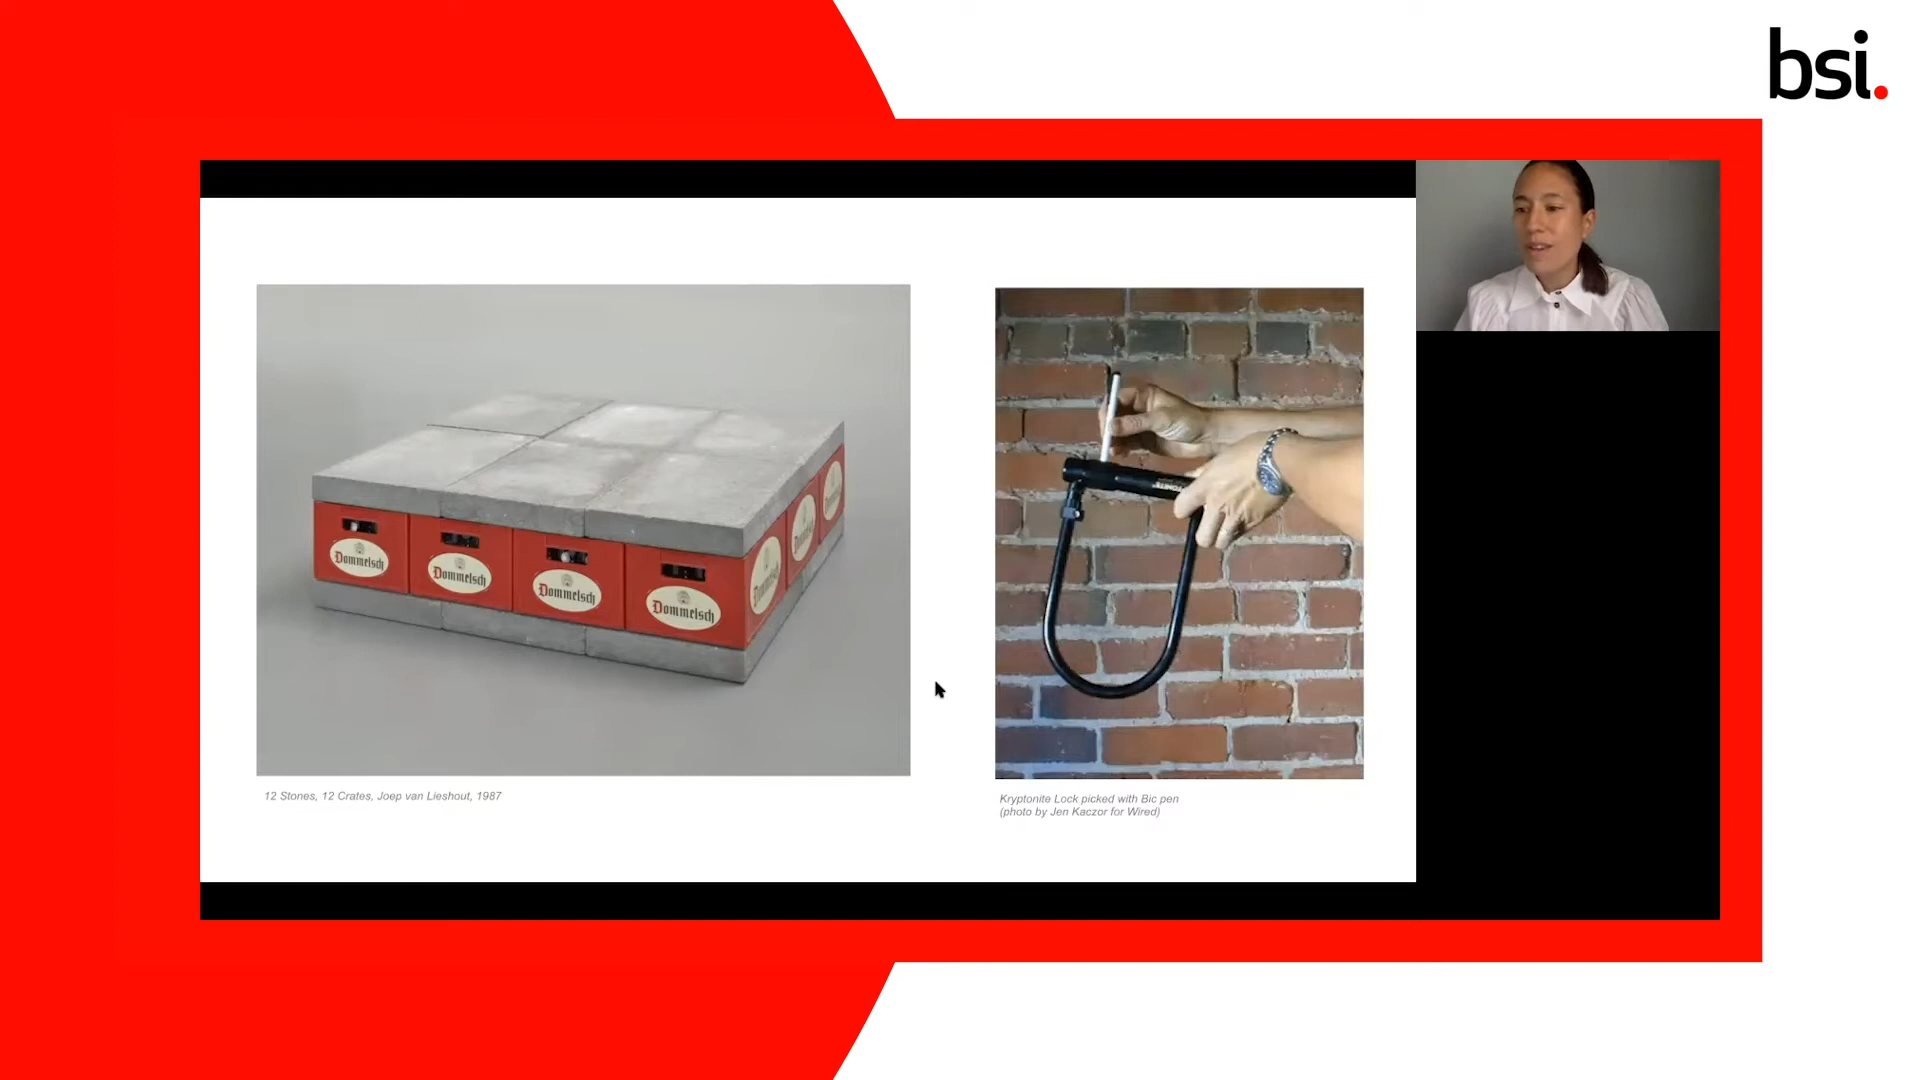 bsi.
Dommelsch
Dommelsch
Dommelsch
Dommelsch
12 Stones, 12 Crates, Joep van Lieshout, 1987
Kryptonite Lock picked with Bic pen
(photo by Jen Kaczor for Wired)